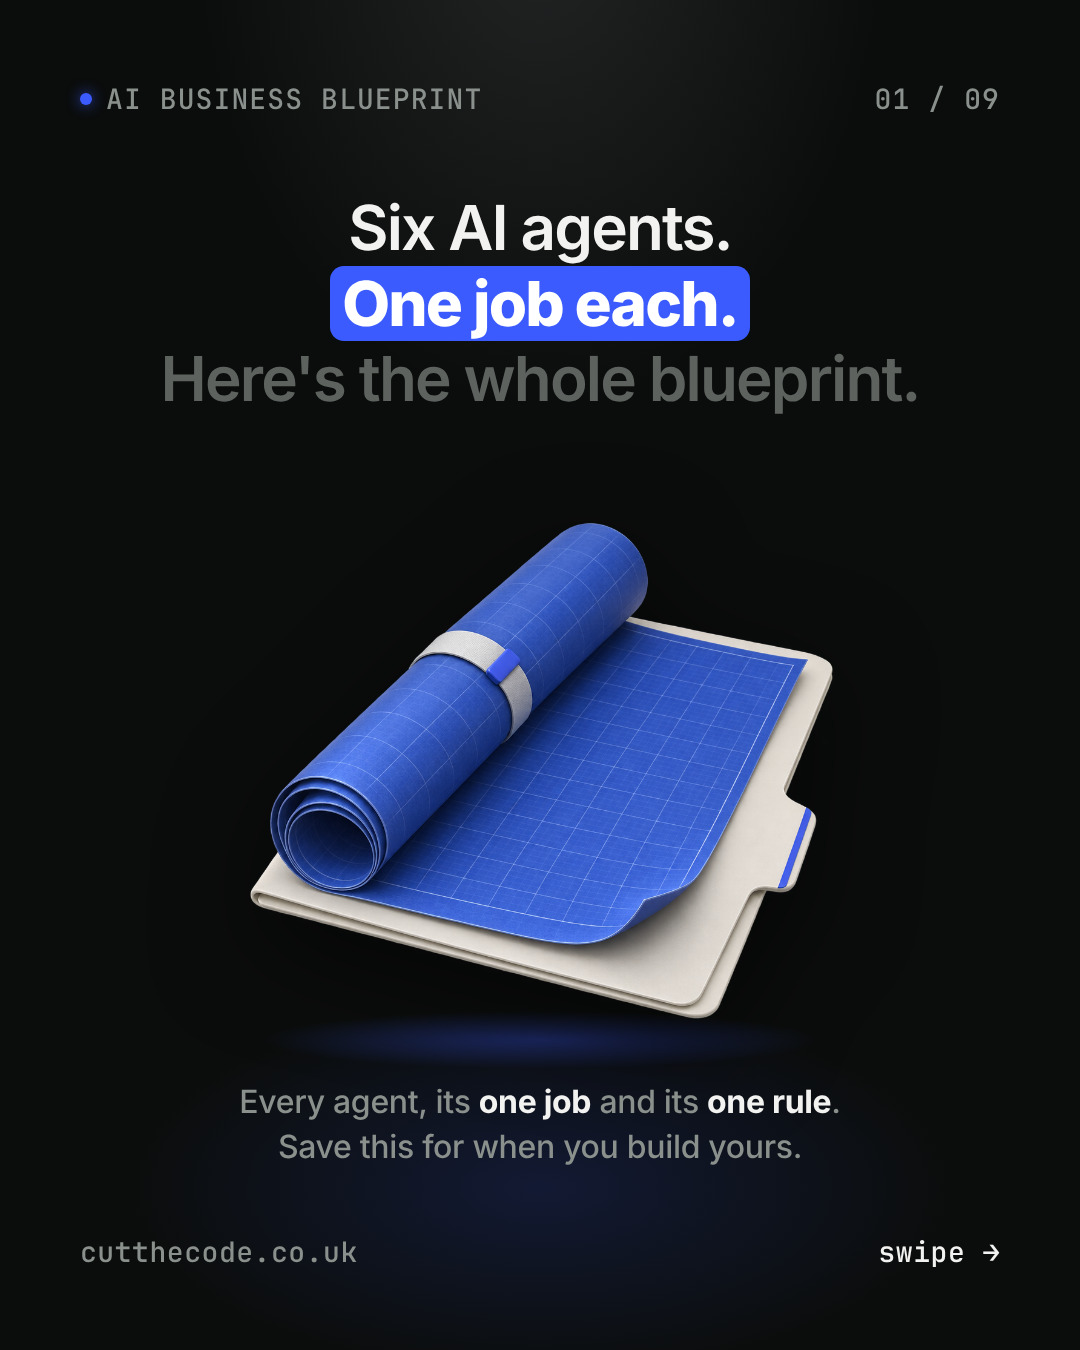 AI BUSINESS BLUEPRINT
01 / 09
Six AI agents.
One job each.
Here's the whole blueprint.
Every agent, its one job and its one rule.
Save this for when you build yours.
cutthecode.co.uk
swipe →